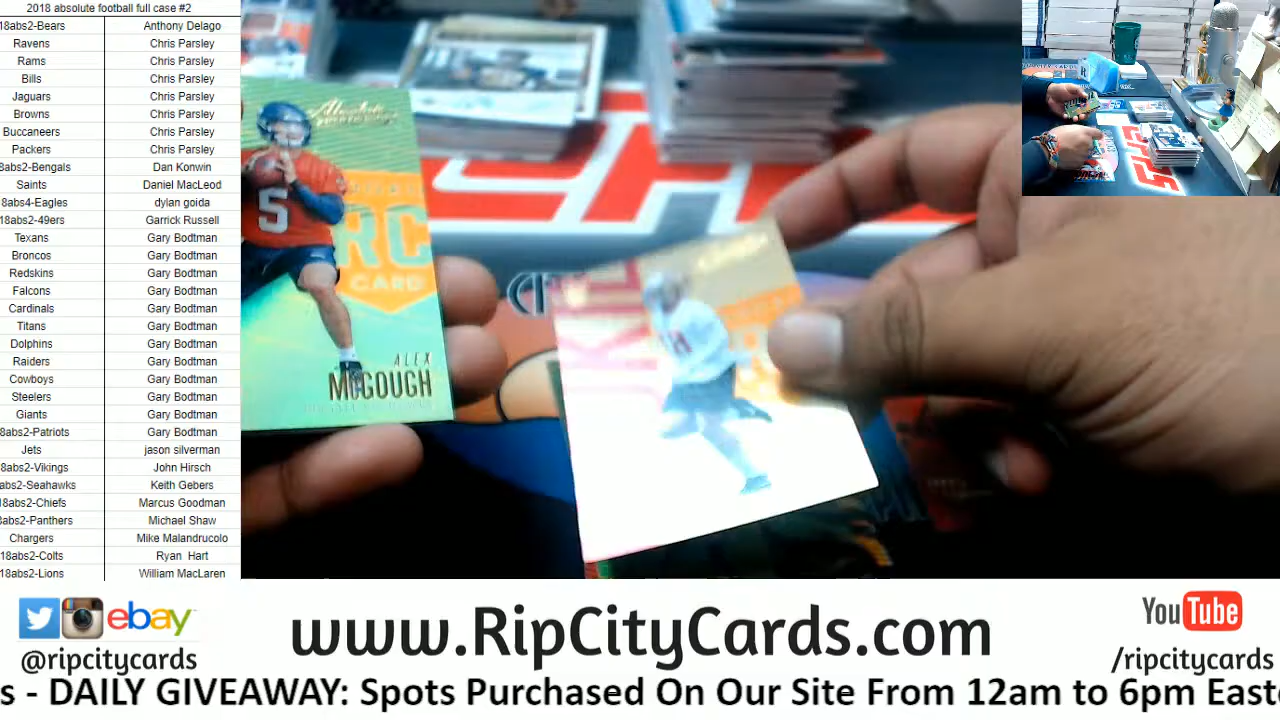 2018 absolute football full case #2
18abs2-Bears Anthony Delago
Ravens Chris Parsley
Rams Chris Parsley
Bills Chris Parsley
Jaguars Chris Parsley
Browns Chris Parsley
Buccaneers Chris Parsley
Packers Chris Parsley
8abs2-Bengals Dan Konwin
Saints Daniel MacLeod
8abs4-Eagles dylan goida
18abs2-49ers Garrick Russell
Texans Gary Bodtman
Broncos Gary Bodtman
Redskins Gary Bodtman
Falcons Gary Bodtman
Cardinals Gary Bodtman
Titans Gary Bodtman
Dolphins Gary Bodtman
Raiders Gary Bodtman
Cowboys Gary Bodtman
Steelers Gary Bodtman
Giants Gary Bodtman
8abs2-Patriots Gary Bodtman
Jets jason silverman
8abs2-Vikings John Hirsch
abs2-Seahawks Keith Gebers
18abs2-Chiefs Marcus Goodman
8abs2-Panthers Michael Shaw
Chargers Mike Malandrucolo
18abs2-Colts Ryan Hart
18abs2-Lions William MacLaren
Absolute
5
RC
CARD
ALEX
McGOUGH
ebay
@ripcitycards
www.RipCityCards.com
YouTube
/ripcitycards
s - DAILY GIVEAWAY: Spots Purchased On Our Site From 12am to 6pm Easte